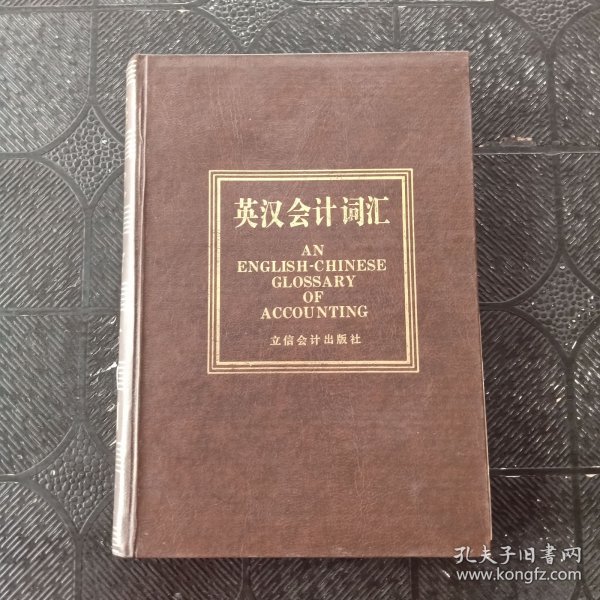 英汉会计词汇
AN
ENGLISH-CHINESE
GLOSSARY
OF
ACCOUNTING
立信会计出版社
孔夫子旧书网
www.kongfz.com